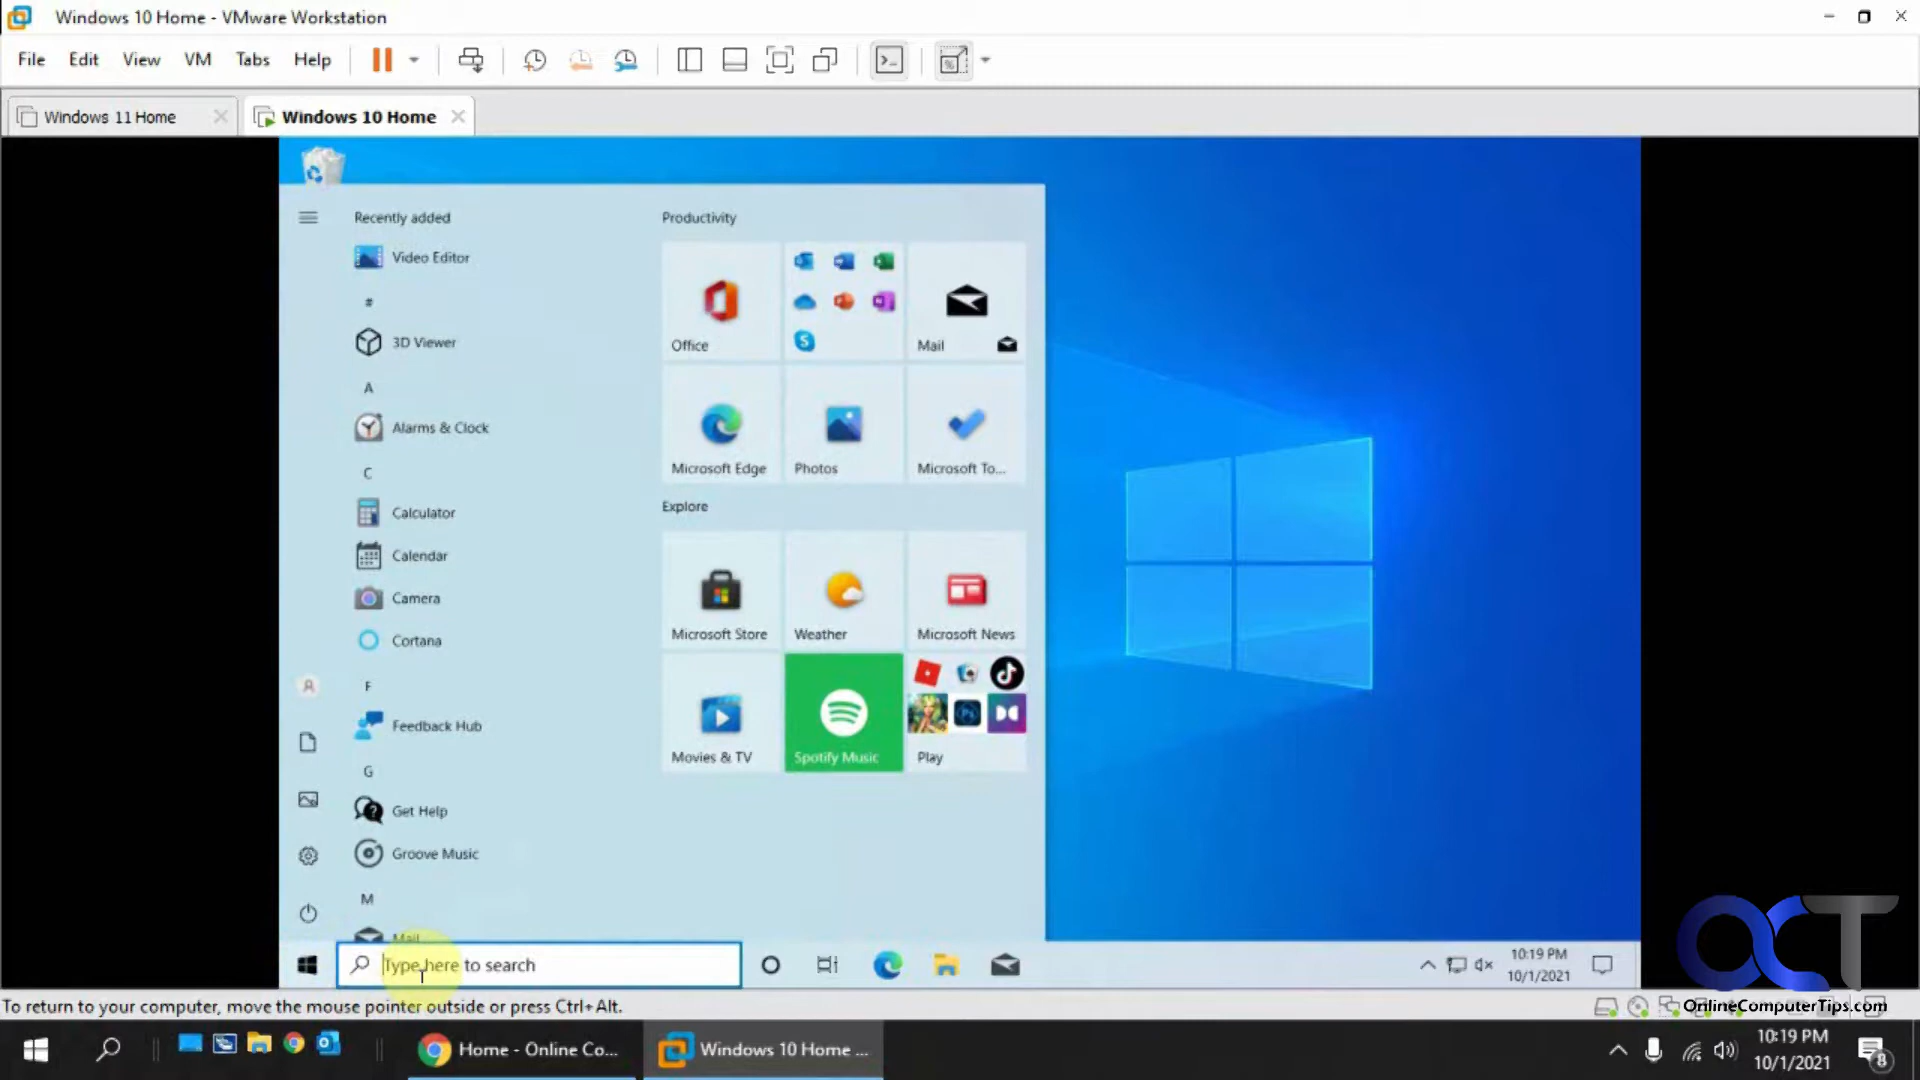 Windows 10 Home - VMware Workstation
File Edit View VM Tabs Help
Windows 11 Home
Windows 10 Home
Recently added
Video Editor
#
3D Viewer
A
Alarms & Clock
C
Calculator
Calendar
Camera
Cortana
F
Feedback Hub
G
Get Help
Groove Music
M
Mail
Productivity
Office
Mail
Microsoft Edge
Photos
Microsoft To...
Explore
Microsoft Store
Weather
Microsoft News
Movies & TV
Spotify Music
Play
Type here to search
10:19 PM
10/1/2021
OCT
OnlineComputerTips.com
To return to your computer, move the mouse pointer outside or press Ctrl+Alt.
Home - Online Co...
Windows 10 Home ...
10:19 PM
10/1/2021
8